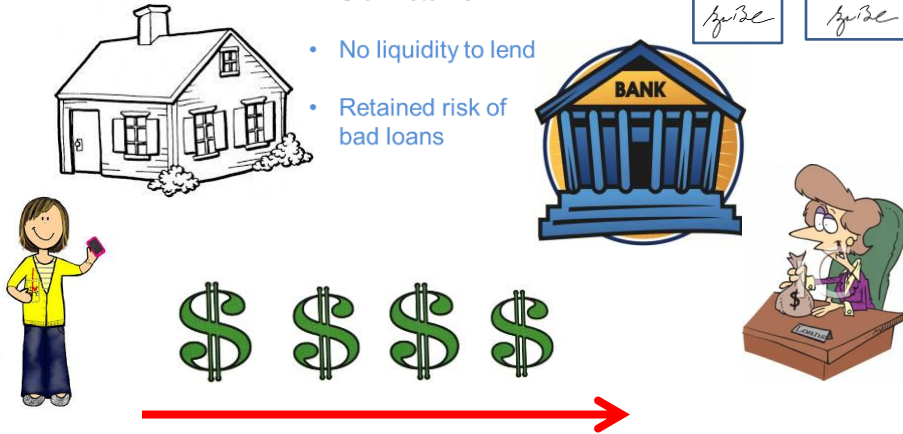 • No liquidity to lend
• Retained risk of
bad loans
BANK
$ $ $ $
$
Loans